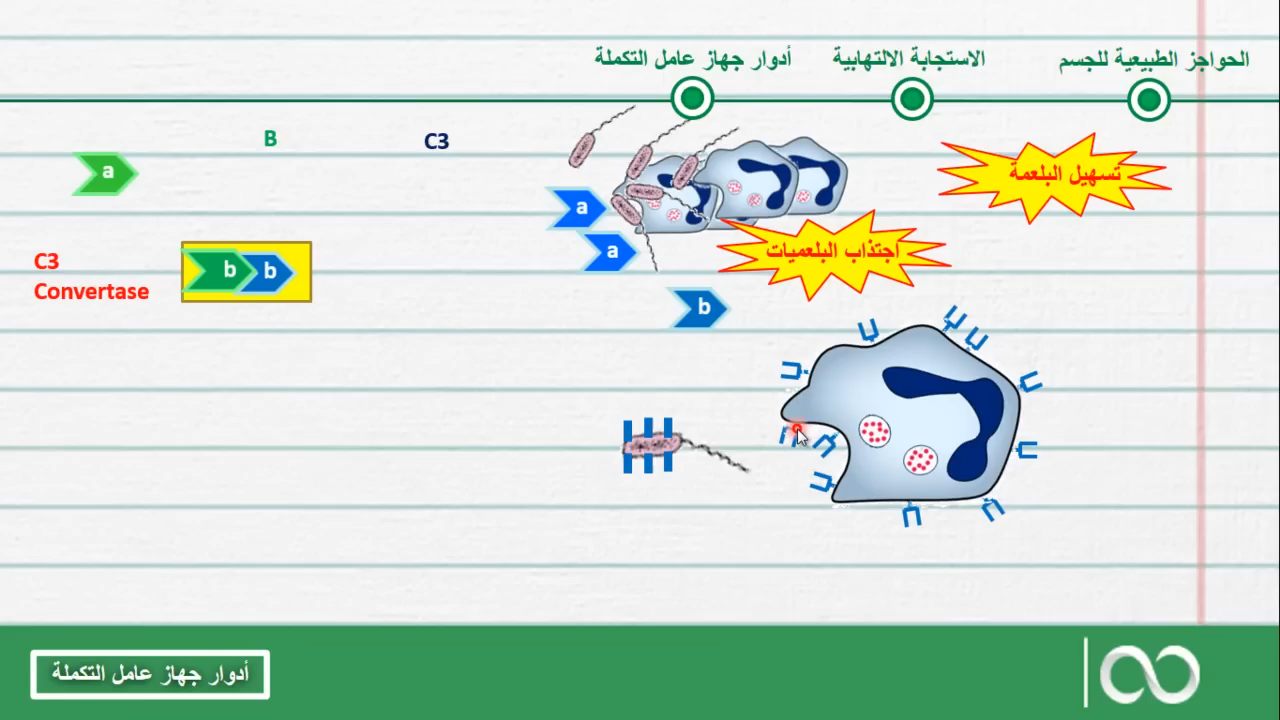 الحواجز الطبيعية للجسم
الاستجابة الالتهابية
أدوار جهاز عامل التكملة
B
C3
a
تسهيل البلعمة
a
a
اجتذاب البلعميات
C3
Convertase
b
b
b
أدوار جهاز عامل التكملة